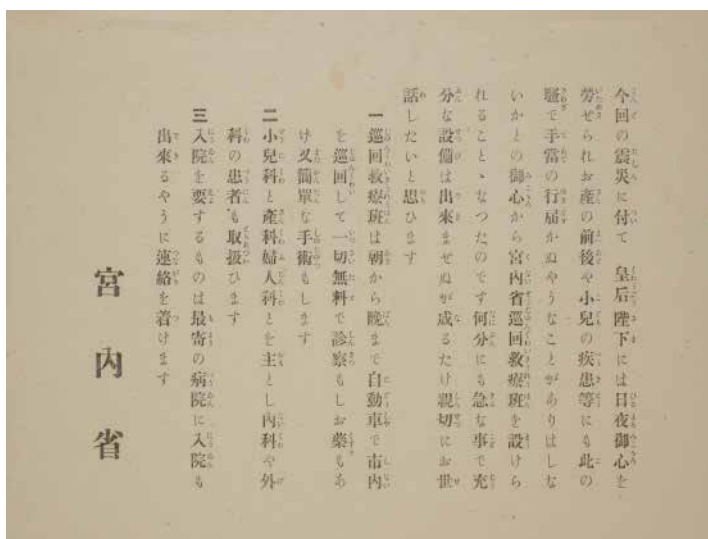 今回の震災に付て　皇后陛下には日夜御心を
勞せられお產の前後や小兒の疾患等にも此の
騷で手當の行屆かぬやうなことがありはしな
いかとの御心から宮內省巡回救療班を設けら
れることゝなつたのです何分にも急な事で充
分な設備は出來ませぬが成るたけ親切にお世
話したいと思ひます
一　巡回救療班は朝から晚まで自動車で市內
を巡回して一切無料で診察もしお藥もあ
け又簡單な手術もします
二　小兒科と產科婦人科とを主とし內科や外
科の患者も取扱ひます
三　入院を要するものは最寄の病院に入院も
出來るやうに連絡を着けます
宮內省